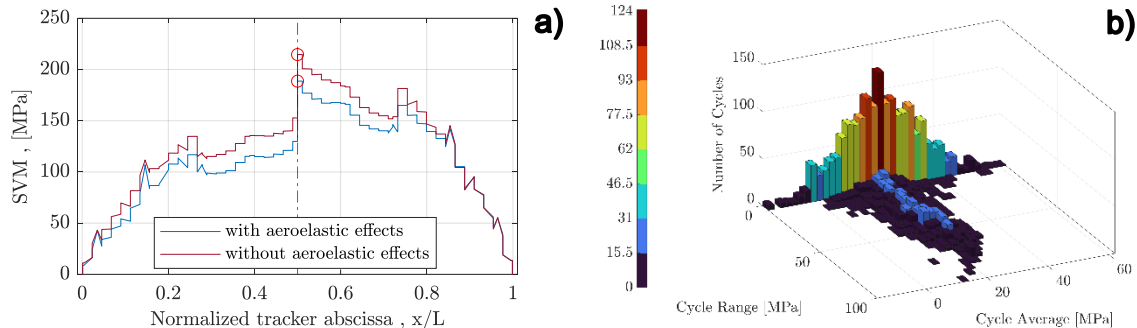 a)
250
200
150
100
50
0
SVM , [MPa]
with aeroelastic effects
without aeroelastic effects
0 0.2 0.4 0.6 0.8 1
Normalized tracker abscissa , x/L
b)
124
108.5
93
77.5
62
46.5
31
15.5
0
150
100
50
0
Number of Cycles
0
50
100
Cycle Range [MPa]
0
20
40
60
Cycle Average [MPa]